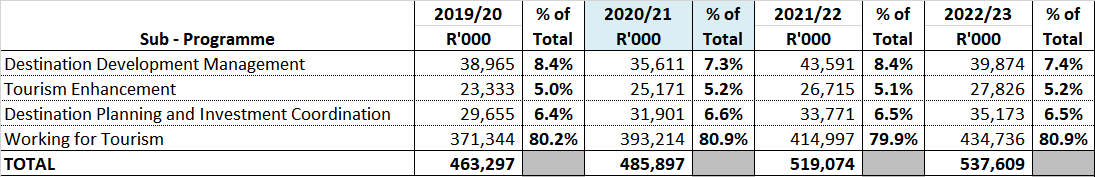 2019/20 % of 2020/21 % of 2021/22 % of 2022/23 % of
Sub - Programme R'000 Total R'000 Total R'000 Total R'000 Total
Destination Development Management 38,965 8.4% 35,611 7.3% 43,591 8.4% 39,874 7.4%
Tourism Enhancement 23,333 5.0% 25,171 5.2% 26,715 5.1% 27,826 5.2%
Destination Planning and Investment Coordination 29,655 6.4% 31,901 6.6% 33,771 6.5% 35,173 6.5%
Working for Tourism 371,344 80.2% 393,214 80.9% 414,997 79.9% 434,736 80.9%
TOTAL 463,297 485,897 519,074 537,609